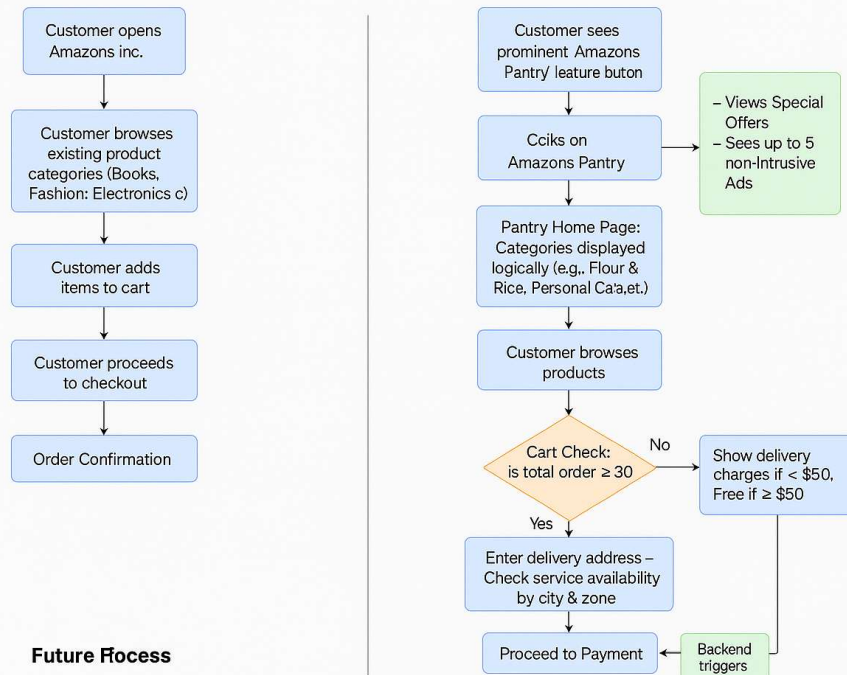 Customer opens
Amazons inc.
Customer browses
existing product
categories (Books,
Fashion: Electronics c)
Customer adds
items to cart
Customer proceeds
to checkout
Order Confirmation
Future Process
Customer sees
prominent Amazons
Pantry' leature buton
Cciks on
Amazons Pantry
– Views Special
Offers
– Sees up to 5
non-Intrusive
Ads
Pantry Home Page:
Categories displayed
logically (e.g,. Flour &
Rice, Personal Ca'a,et.)
Customer browses
products
Cart Check:
is total order ≥ 30
No
Show delivery
charges if < $50,
Free if ≥ $50
Yes
Enter delivery address –
Check service availability
by city & zone
Proceed to Payment
Backend
triggers